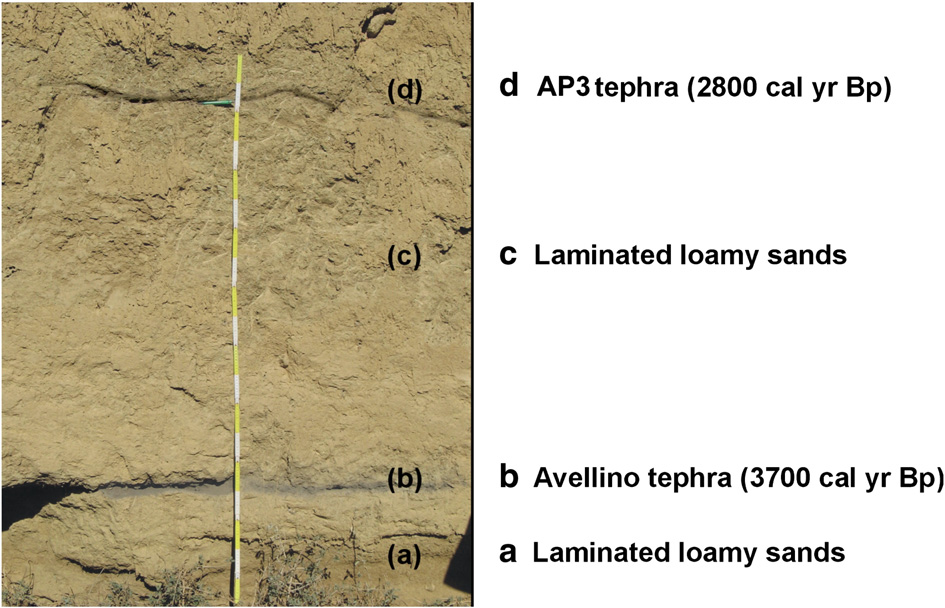 (d) d AP3 tephra (2800 cal yr Bp)
(c) c Laminated loamy sands
(b) b Avellino tephra (3700 cal yr Bp)
(a) a Laminated loamy sands